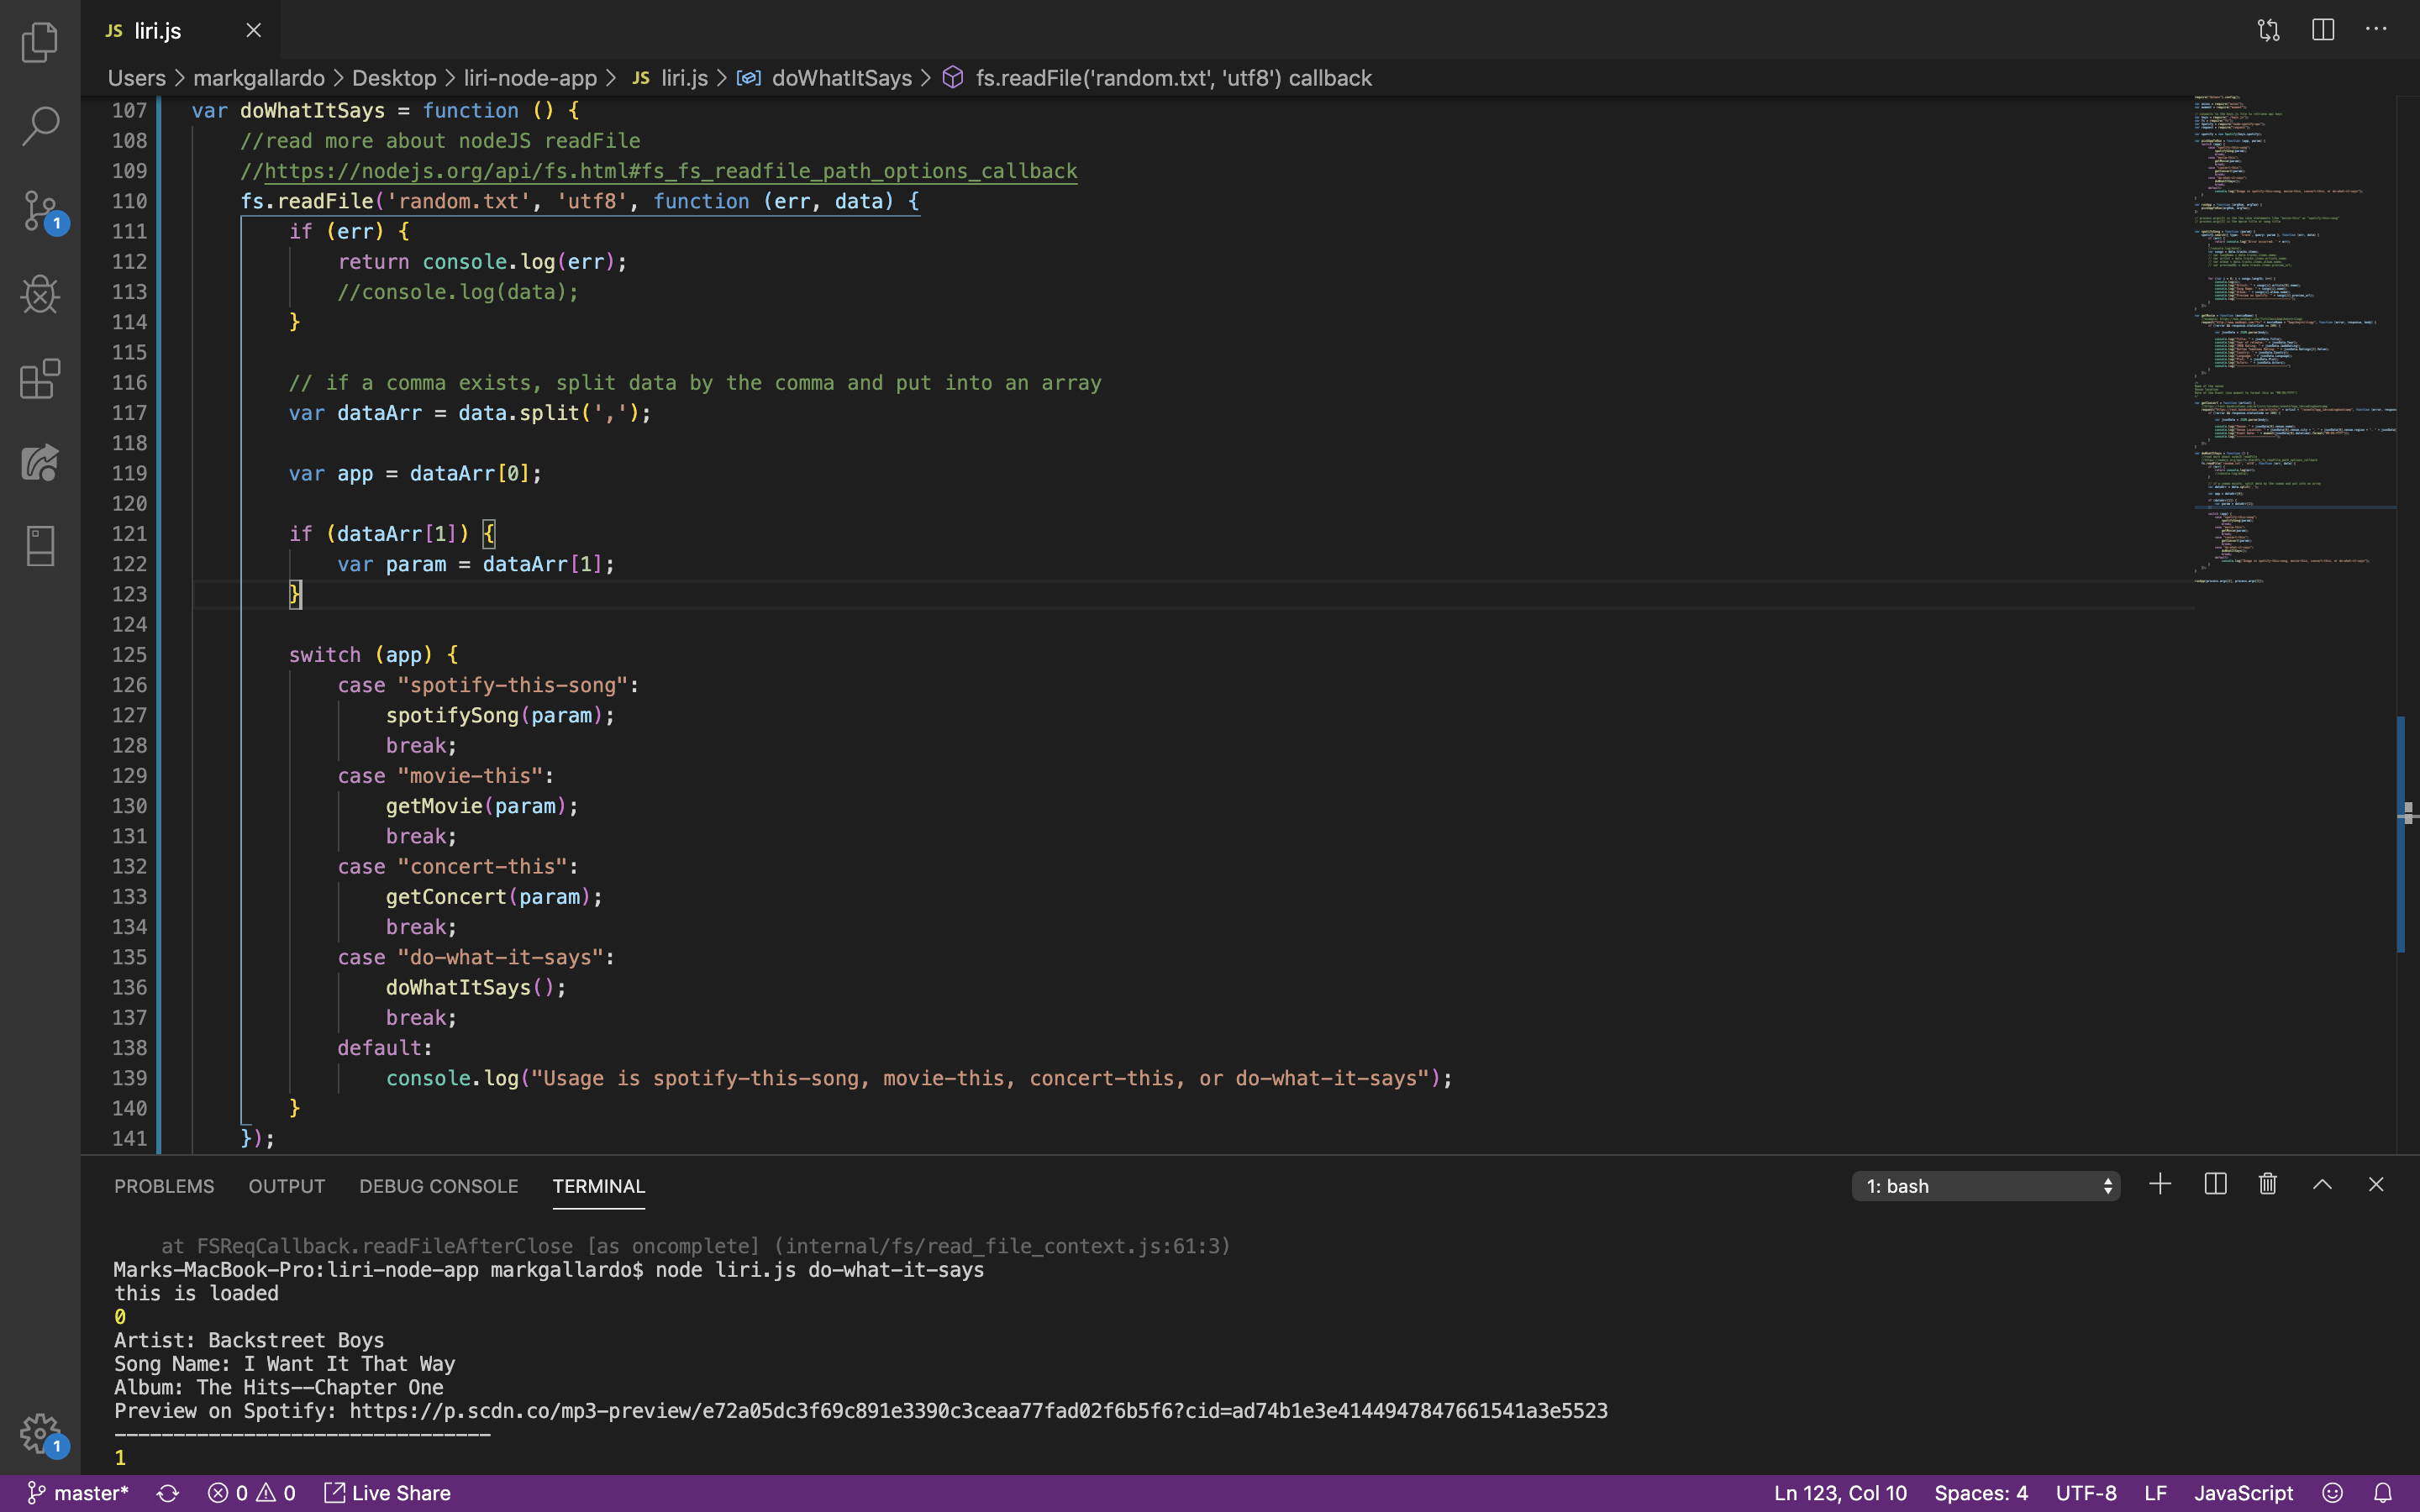 JS liri.js
Users > markgallardo > Desktop > liri-node-app > JS liri.js > doWhatItSays > fs.readFile('random.txt', 'utf8') callback
107 var doWhatItSays = function () {
108 //read more about nodeJS readFile
109 //https://nodejs.org/api/fs.html#fs_fs_readfile_path_options_callback
110 fs.readFile('random.txt', 'utf8', function (err, data) {
111 if (err) {
112 return console.log(err);
113 //console.log(data);
114 }
115
116 // if a comma exists, split data by the comma and put into an array
117 var dataArr = data.split(',');
118
119 var app = dataArr[0];
120
121 if (dataArr[1]) {
122 var param = dataArr[1];
123 }
124
125 switch (app) {
126 case "spotify-this-song":
127 spotifySong(param);
128 break;
129 case "movie-this":
130 getMovie(param);
131 break;
132 case "concert-this":
133 getConcert(param);
134 break;
135 case "do-what-it-says":
136 doWhatItSays();
137 break;
138 default:
139 console.log("Usage is spotify-this-song, movie-this, concert-this, or do-what-it-says");
140 }
141 });
PROBLEMS OUTPUT DEBUG CONSOLE TERMINAL 1: bash
at FSReqCallback.readFileAfterClose [as oncomplete] (internal/fs/read_file_context.js:61:3)
Marks-MacBook-Pro:liri-node-app markgallardo$ node liri.js do-what-it-says
this is loaded
0
Artist: Backstreet Boys
Song Name: I Want It That Way
Album: The Hits--Chapter One
Preview on Spotify: https://p.scdn.co/mp3-preview/e72a05dc3f69c891e3390c3ceaa77fad02f6b5f6?cid=ad74b1e3e4144947847661541a3e5523
--------------------------------
1
1
1
master* 0 0 Live Share Ln 123, Col 10 Spaces: 4 UTF-8 LF JavaScript